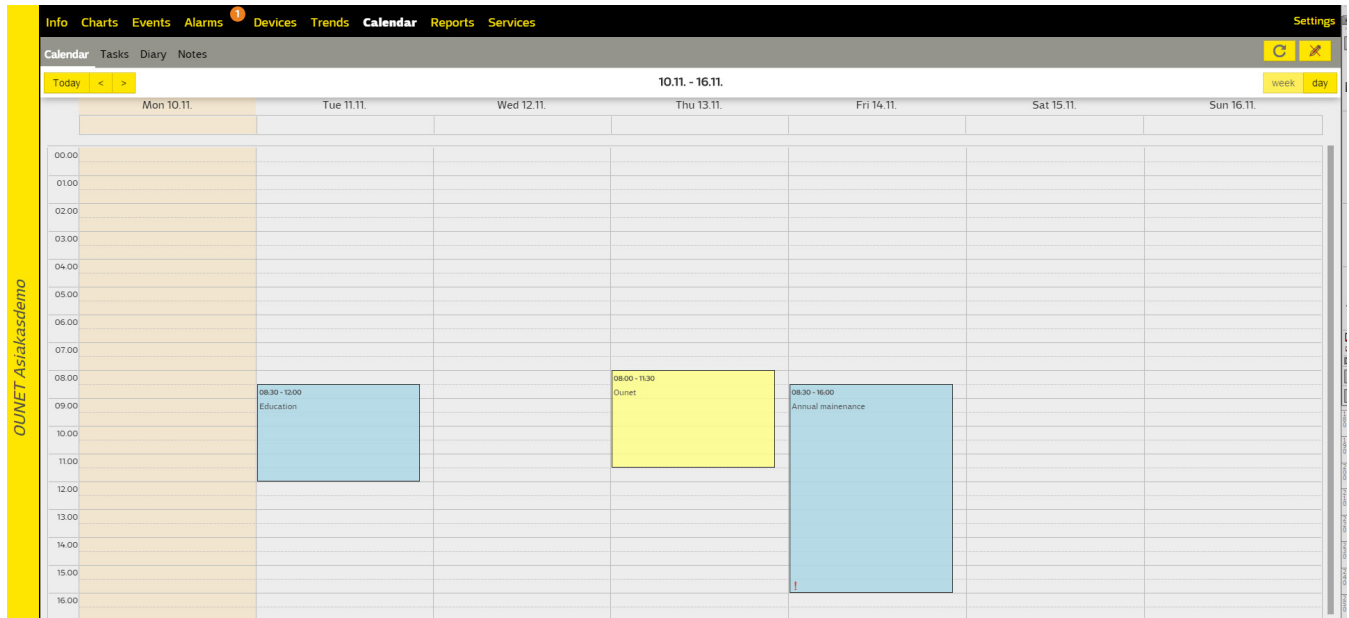 Info Charts Events Alarms 1 Devices Trends Calendar Reports Services Settings
Calendar Tasks Diary Notes
Today < > 10.11. - 16.11. week day
Mon 10.11. Tue 11.11. Wed 12.11. Thu 13.11. Fri 14.11. Sat 15.11. Sun 16.11.
00.00
01.00
02.00
03.00
04.00
05.00
06.00
07.00
08.00
09.00
10.00
11.00
12.00
13.00
14.00
15.00
16.00
08.30 - 12.00
Education
08.00 - 11.30
Ounet
08.30 - 16.00
Annual mainenance
!
OUNET Asiakasdemo